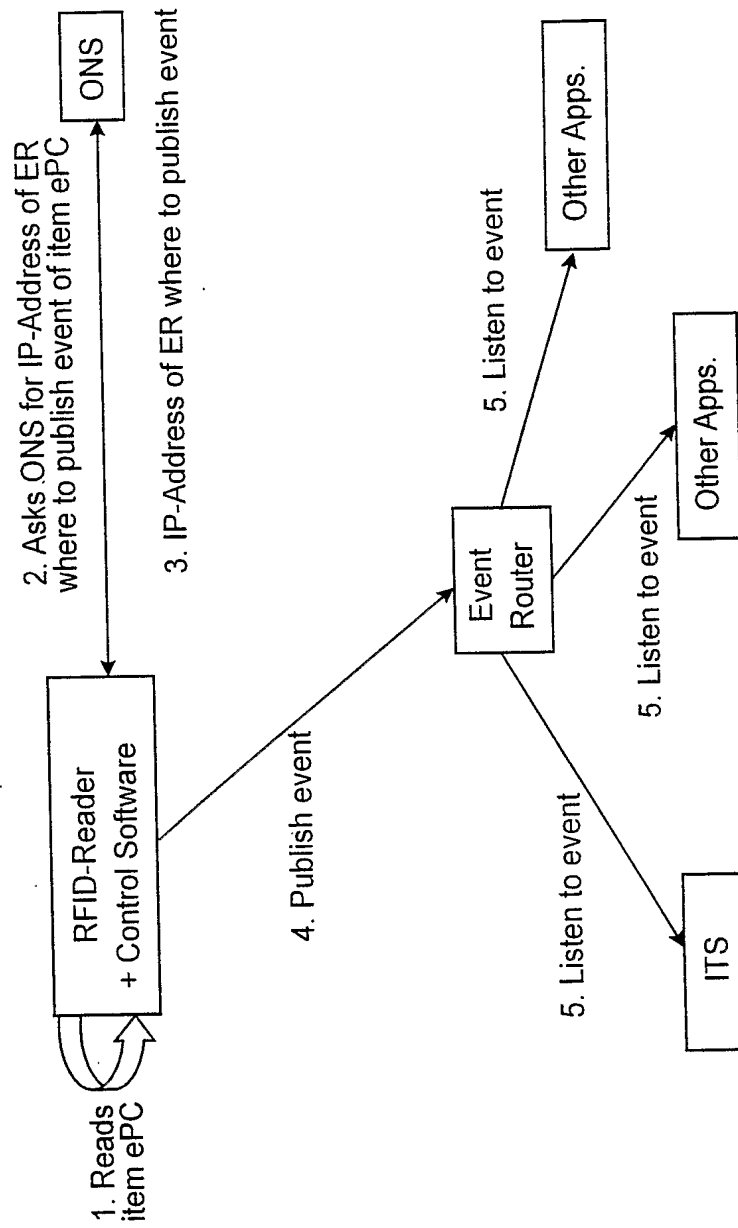 1. Reads
item ePC
RFID-Reader
+ Control Software
2. Asks ONS for IP-Address of ER
where to publish event of item ePC
3. IP-Address of ER where to publish event
ONS
4. Publish event
Event
Router
5. Listen to event
5. Listen to event
5. Listen to event
ITS
Other Apps.
Other Apps.